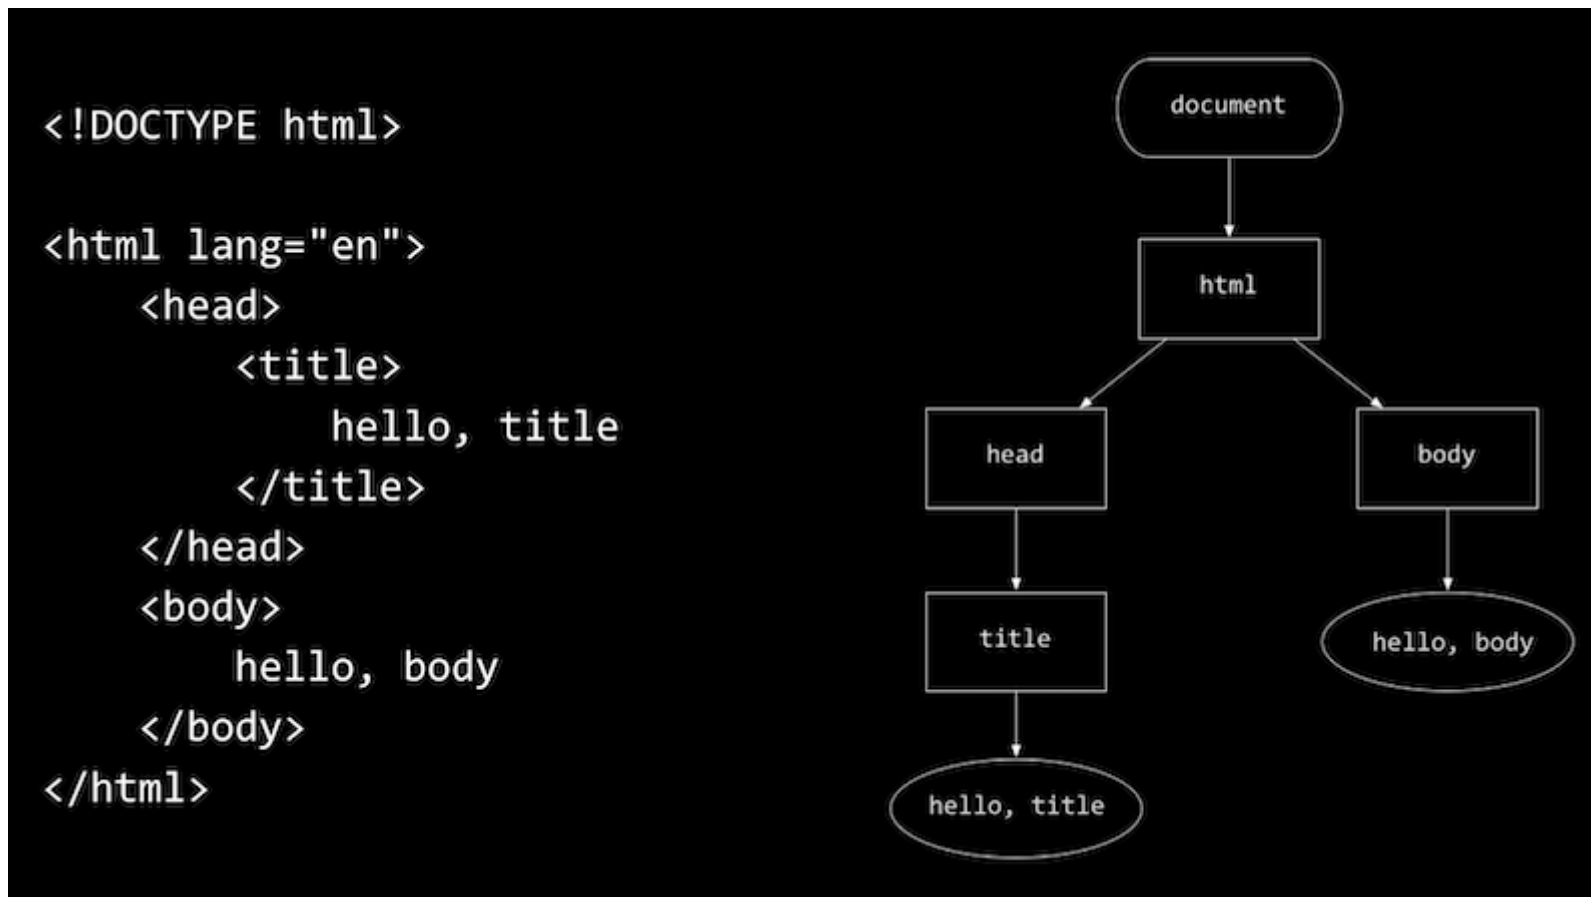 <!DOCTYPE html>
<html lang="en">
<head>
<title>
hello, title
</title>
</head>
<body>
hello, body
</body>
</html>
document
html
head
body
title
hello, body
hello, title